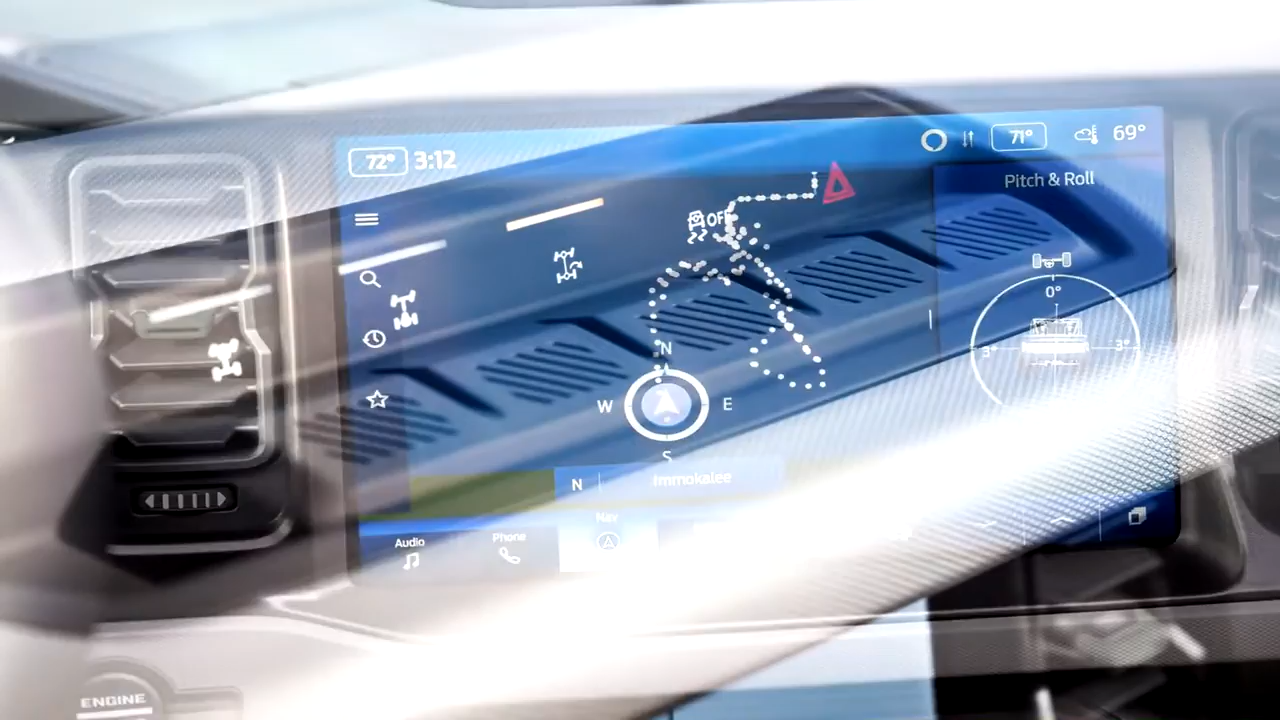 72° 3:12
71° 69°
Pitch & Roll
OFF
0°
3° 3°
N
W E
S
N Immokalee
Nav
Audio Phone
ENGINE